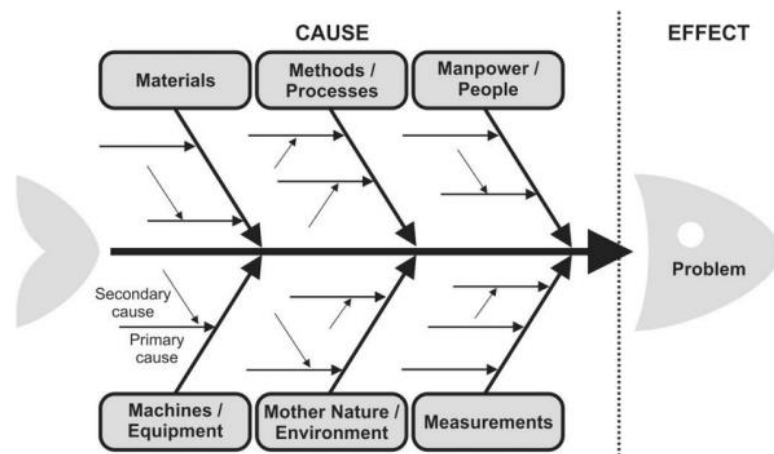 CAUSE
EFFECT
Materials
Methods /
Processes
Manpower /
People
Problem
Secondary
cause
Primary
cause
Machines /
Equipment
Mother Nature /
Environment
Measurements